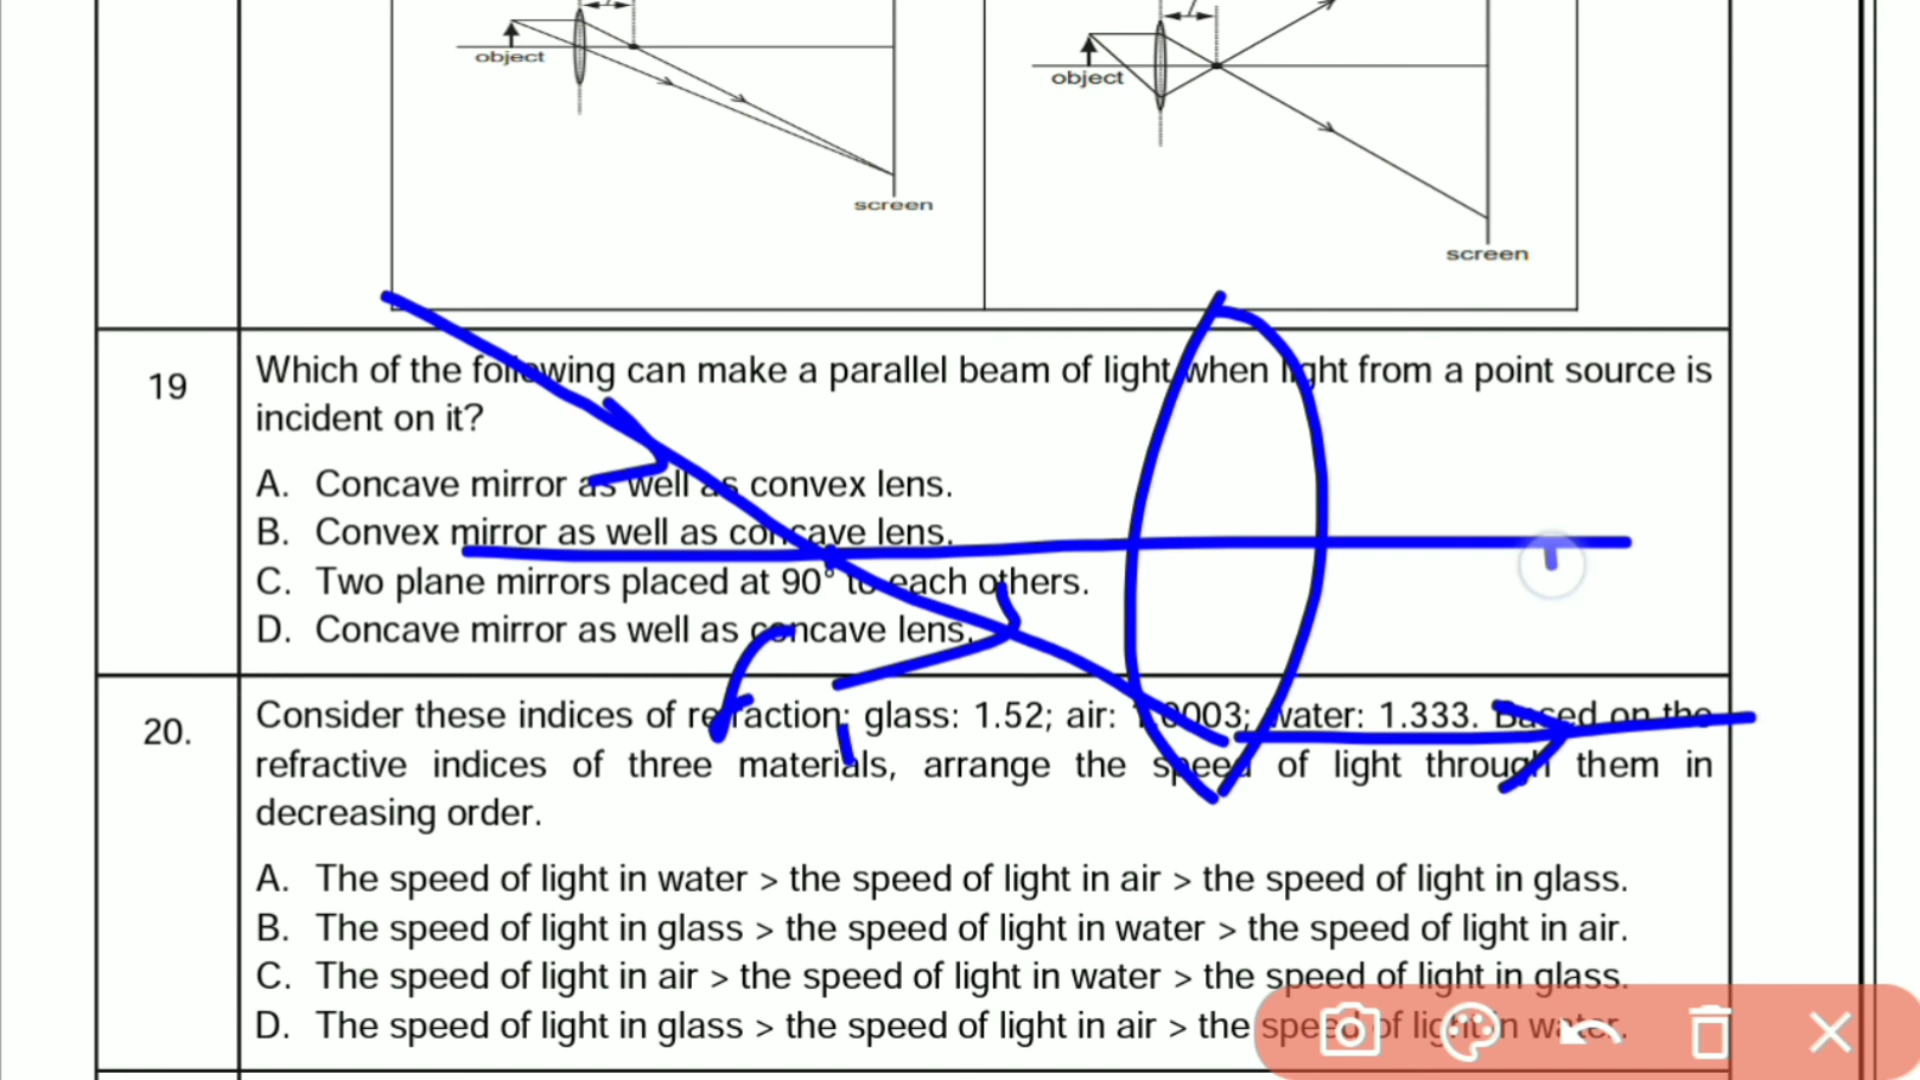 f
object
screen
object
screen
19
Which of the following can make a parallel beam of light when light from a point source is
incident on it?
A. Concave mirror as well as convex lens.
B. Convex mirror as well as concave lens.
C. Two plane mirrors placed at 90° to each others.
D. Concave mirror as well as concave lens.
20.
Consider these indices of refraction: glass: 1.52; air: 1.0003; water: 1.333. Based on the
refractive indices of three materials, arrange the speed of light through them in
decreasing order.
A. The speed of light in water > the speed of light in air > the speed of light in glass.
B. The speed of light in glass > the speed of light in water > the speed of light in air.
C. The speed of light in air > the speed of light in water > the speed of light in glass.
D. The speed of light in glass > the speed of light in air > the speed of light in water.